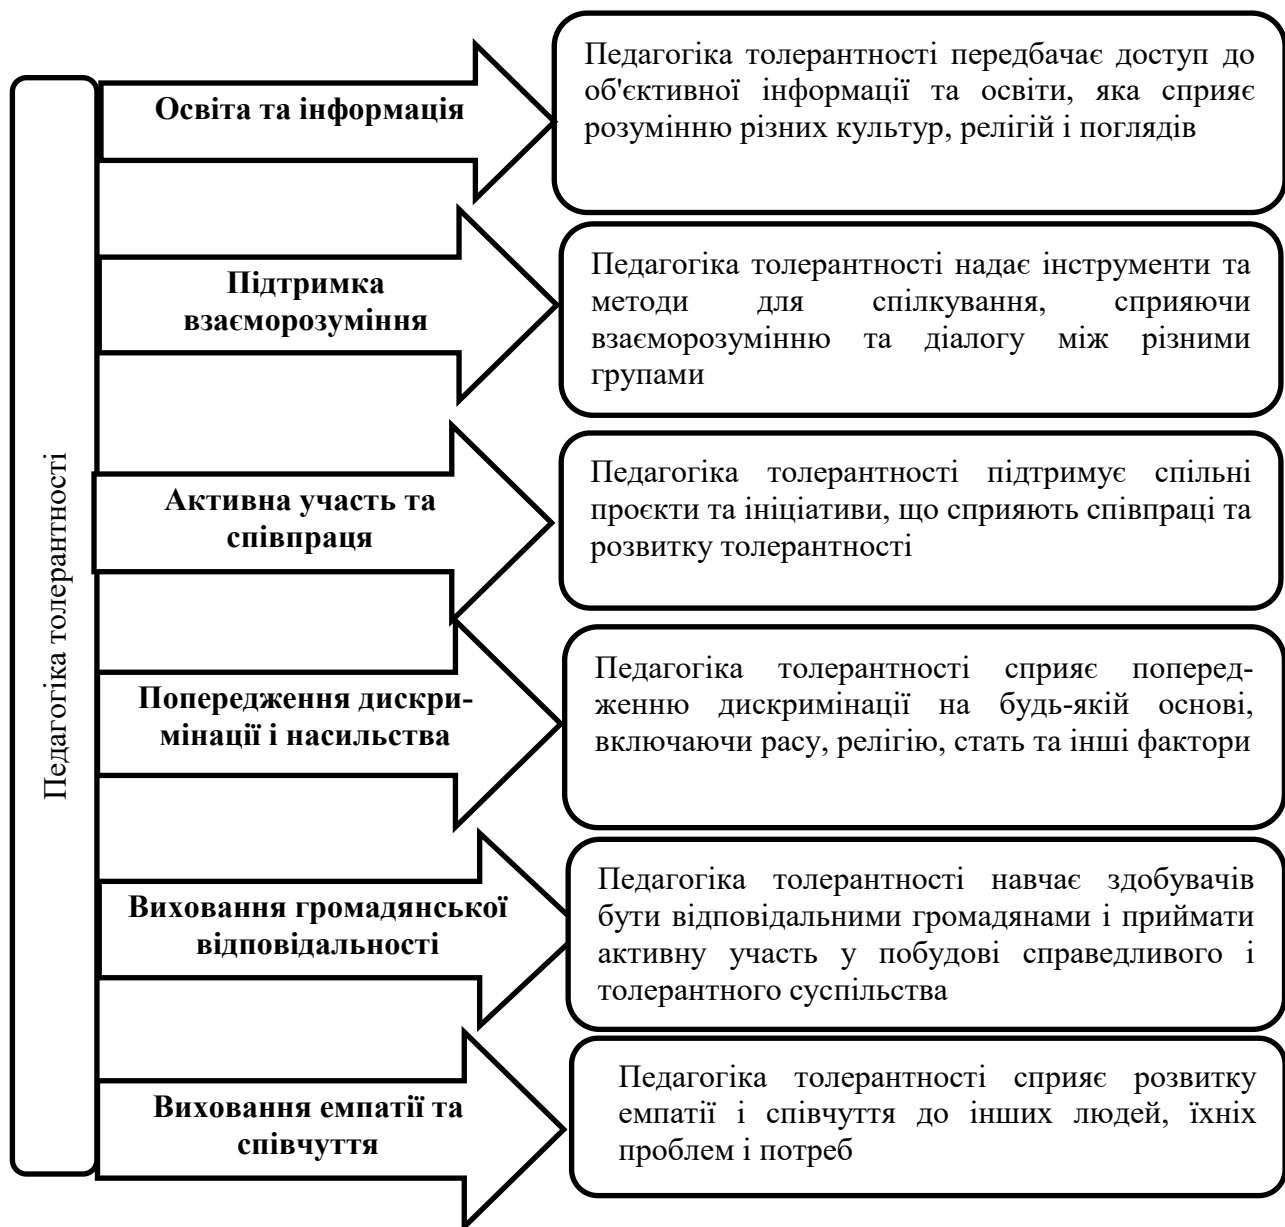 Педагогіка толерантності
Освіта та інформація
Педагогіка толерантності передбачає доступ до
об'єктивної інформації та освіти, яка сприяє
розумінню різних культур, релігій і поглядів
Підтримка
взаєморозуміння
Педагогіка толерантності надає інструменти та
методи для спілкування, сприяючи
взаєморозумінню та діалогу між різними
групами
Активна участь та
співпраця
Педагогіка толерантності підтримує спільні
проєкти та ініціативи, що сприяють співпраці та
розвитку толерантності
Попередження дискри-
мінації і насильства
Педагогіка толерантності сприяє поперед-
женню дискримінації на будь-якій основі,
включаючи расу, релігію, стать та інші фактори
Виховання громадянської
відповідальності
Педагогіка толерантності навчає здобувачів
бути відповідальними громадянами і приймати
активну участь у побудові справедливого і
толерантного суспільства
Виховання емпатії та
співчуття
Педагогіка толерантності сприяє розвитку
емпатії і співчуття до інших людей, їхніх
проблем і потреб